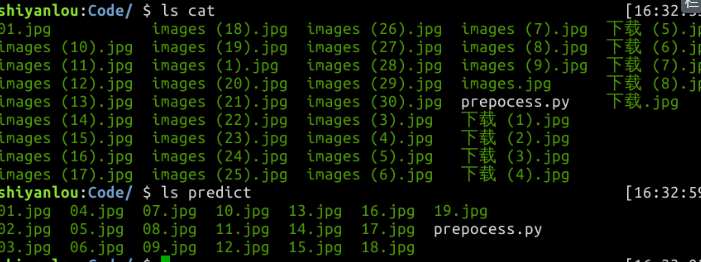 shiyanlou:Code/ $ ls cat [16:32:5
01.jpg images (18).jpg images (26).jpg images (7).jpg 下载 (5).j
images (10).jpg images (19).jpg images (27).jpg images (8).jpg 下载 (6).j
images (11).jpg images (1).jpg images (28).jpg images (9).jpg 下载 (7).j
images (12).jpg images (20).jpg images (29).jpg images.jpg 下载 (8).j
images (13).jpg images (21).jpg images (30).jpg prepocess.py 下载.jpg
images (14).jpg images (22).jpg images (3).jpg 下载 (1).jpg
images (15).jpg images (23).jpg images (4).jpg 下载 (2).jpg
images (16).jpg images (24).jpg images (5).jpg 下载 (3).jpg
images (17).jpg images (25).jpg images (6).jpg 下载 (4).jpg
shiyanlou:Code/ $ ls predict [16:32:59
01.jpg 04.jpg 07.jpg 10.jpg 13.jpg 16.jpg 19.jpg
02.jpg 05.jpg 08.jpg 11.jpg 14.jpg 17.jpg prepocess.py
03.jpg 06.jpg 09.jpg 12.jpg 15.jpg 18.jpg
shiyanlou:Code/ $